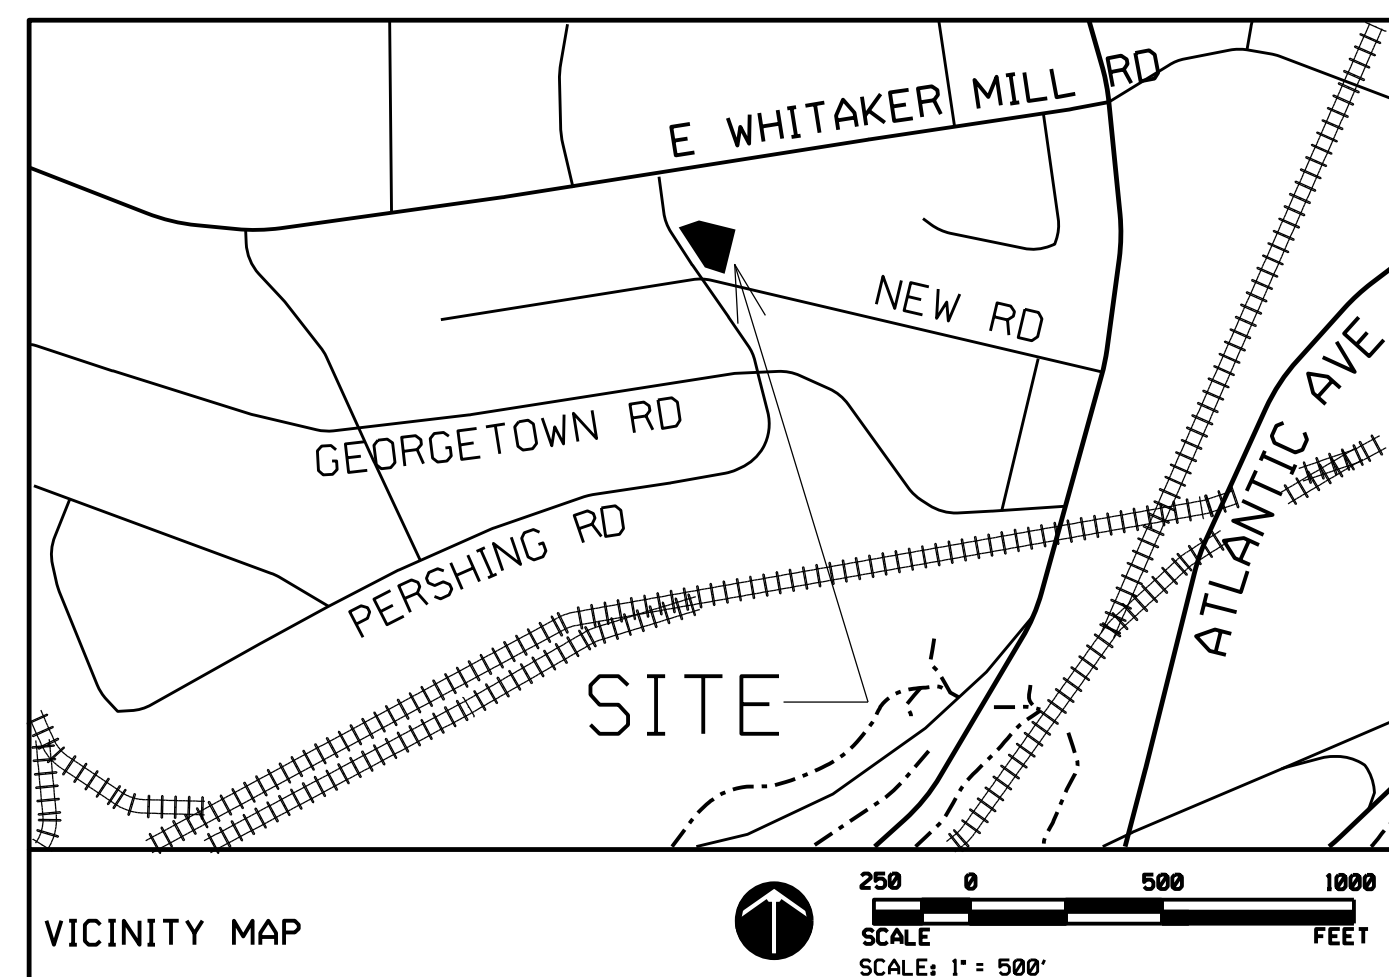 E WHITAKER MILL RD
NEW RD
ATLANTIC AVE
GEORGETOWN RD
PERSHING RD
SITE
VICINITY MAP
250 0 500 1000
SCALE FEET
SCALE: 1" = 500'